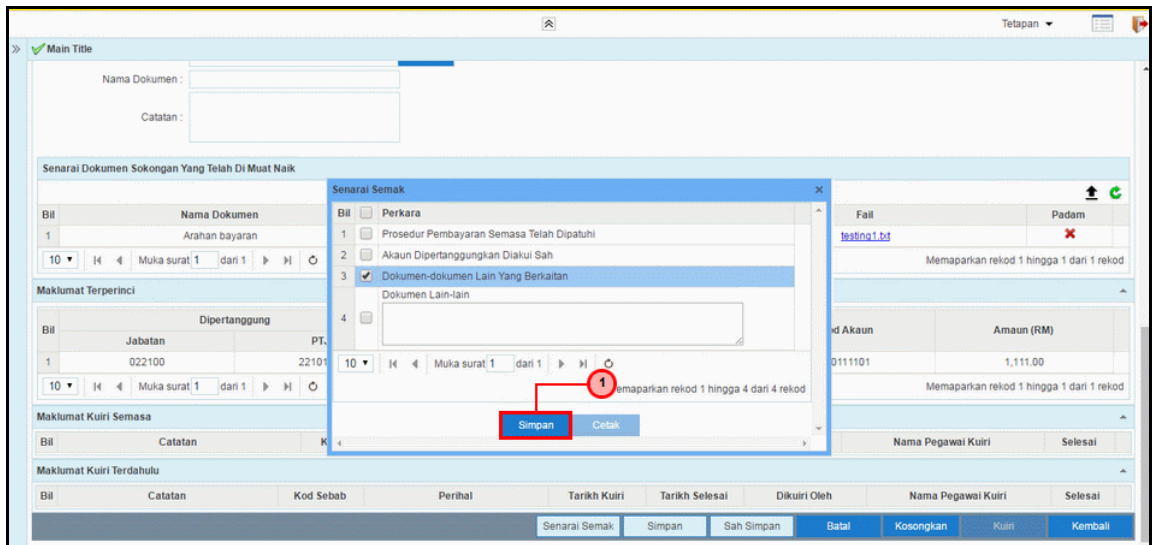 Tetapan
Main Title
Nama Dokumen :
Catatan :
Senarai Dokumen Sokongan Yang Telah Di Muat Naik
Bil Nama Dokumen Fail Padam
1 Arahan bayaran testing1.txt
10 Muka surat 1 dari 1 Memaparkan rekod 1 hingga 1 dari 1 rekod
Senarai Semak
Bil Perkara
1 Prosedur Pembayaran Semasa Telah Dipatuhi
2 Akaun Dipertanggungkan Diakui Sah
3 Dokumen-dokumen Lain Yang Berkaitan
4 Dokumen Lain-lain
10 Muka surat 1 dari 1
1
emaparkan rekod 1 hingga 4 dari 4 rekod
Simpan Cetak
Maklumat Terperinci
Bil Dipertanggung od Akaun Amaun (RM)
Jabatan PTJ
1 022100 22101 0111101 1,111.00
10 Muka surat 1 dari 1 Memaparkan rekod 1 hingga 1 dari 1 rekod
Maklumat Kuiri Semasa
Bil Catatan K Nama Pegawai Kuiri Selesai
Maklumat Kuiri Terdahulu
Bil Catatan Kod Sebab Perihal Tarikh Kuiri Tarikh Selesai Dikuiri Oleh Nama Pegawai Kuiri Selesai
Senarai Semak Simpan Sah Simpan Batal Kosongkan Kuiri Kembali